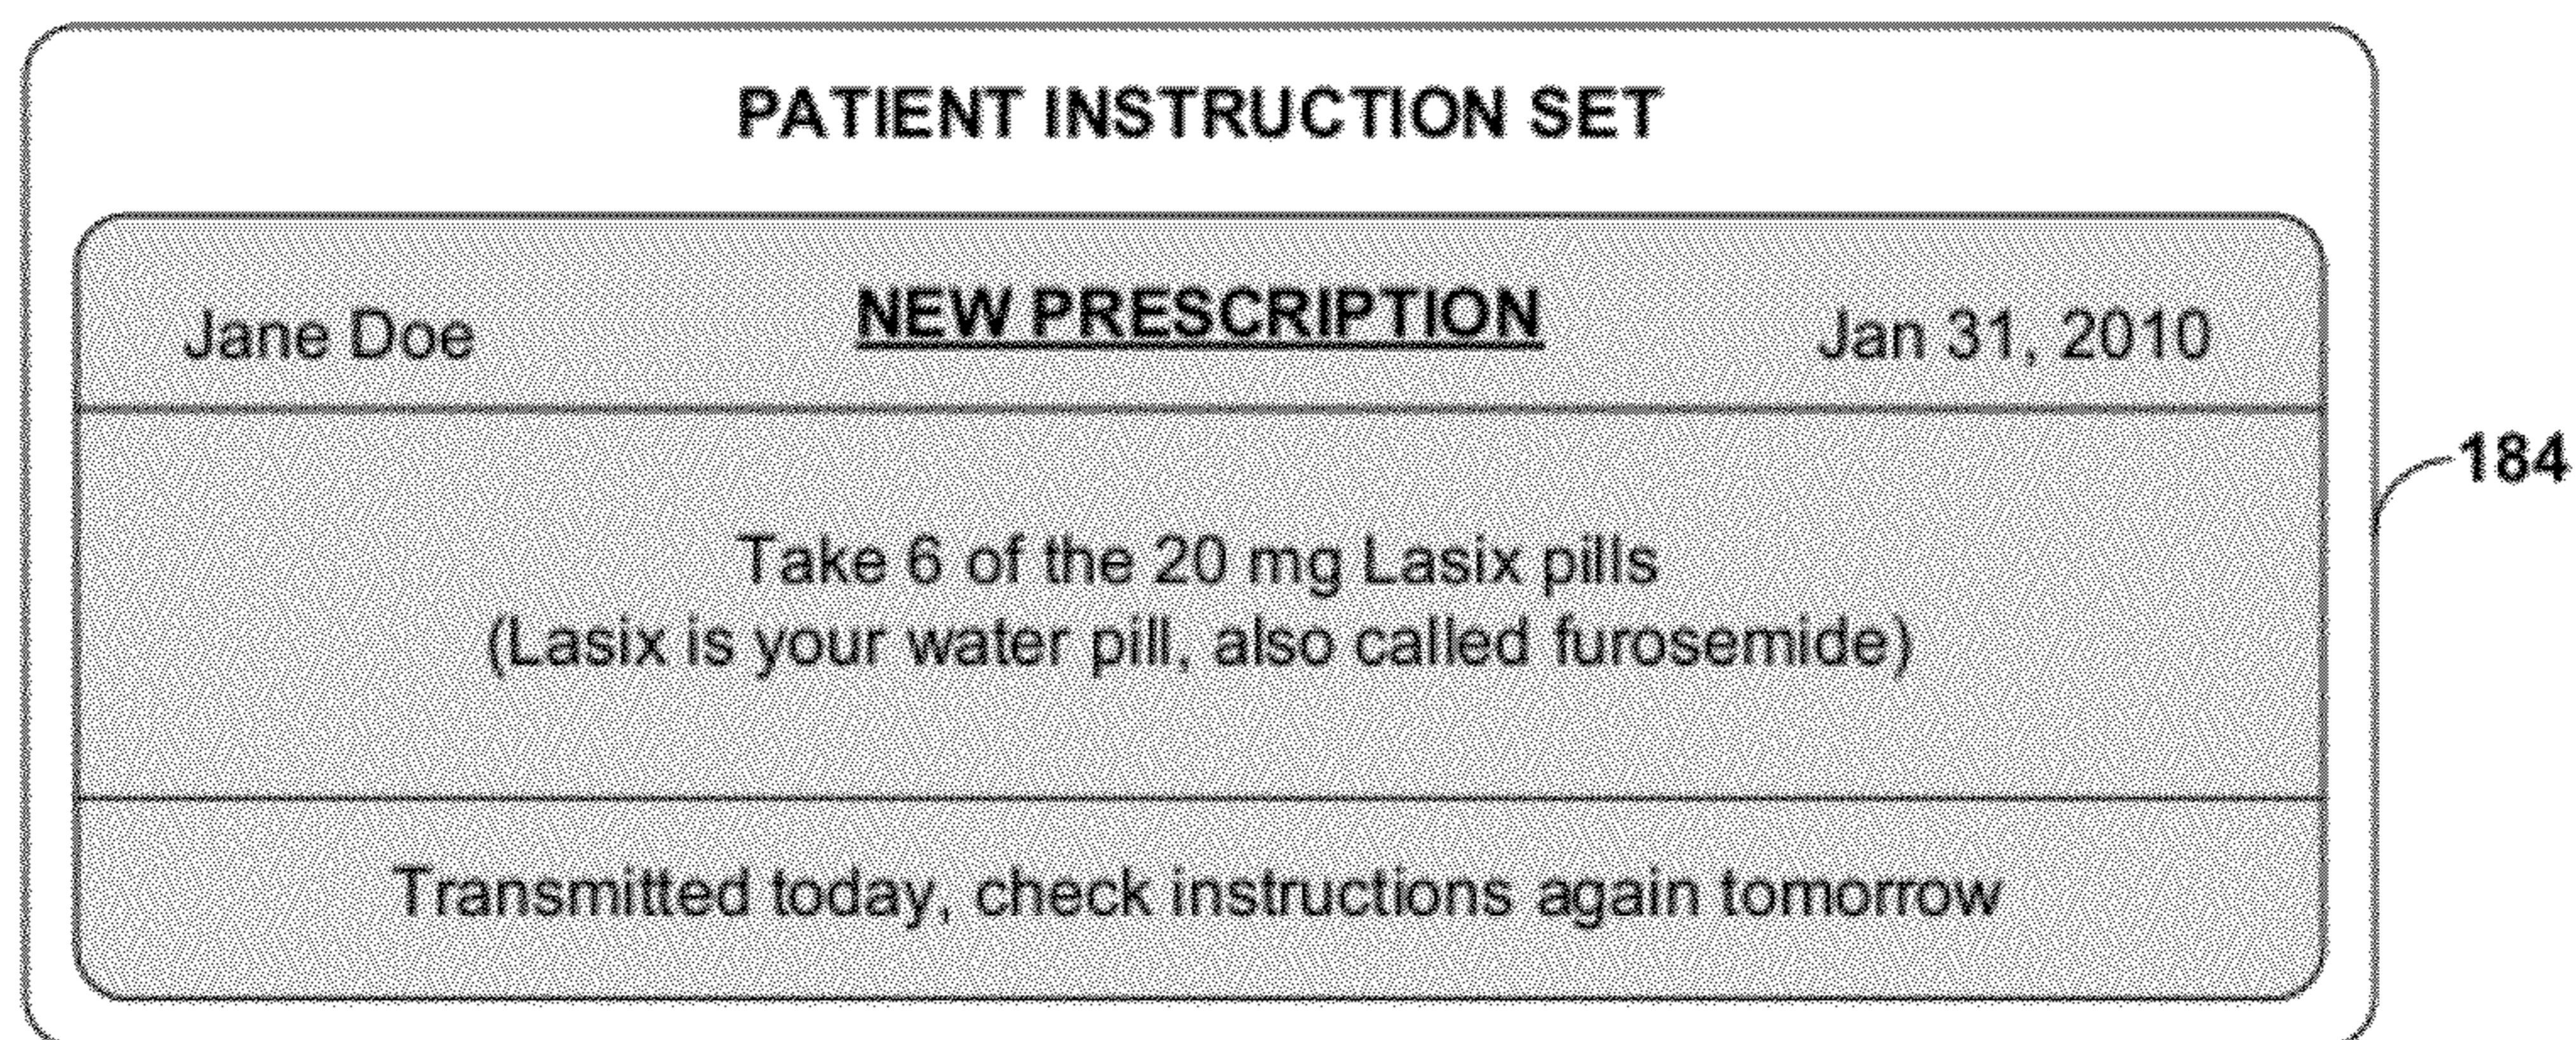 PATIENT INSTRUCTION SET
Jane Doe NEW PRESCRIPTION Jan 31, 2010
184
Take 6 of the 20 mg Lasix pills
(Lasix is your water pill, also called furosemide)
Transmitted today, check instructions again tomorrow